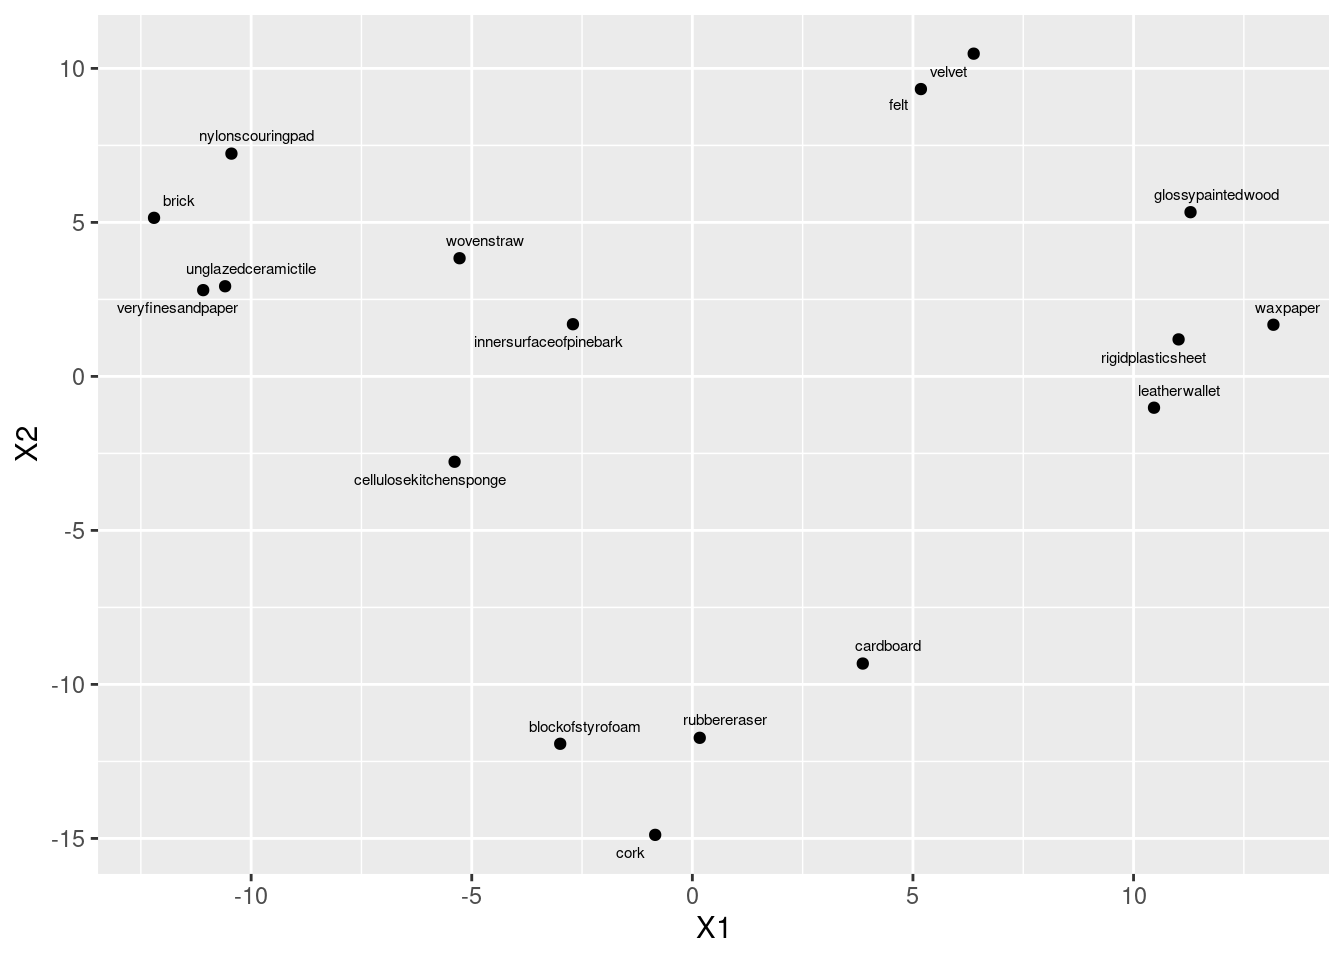 10
velvet
felt
nylonscouringpad
brick
glossypaintedwood
5
wovenstraw
unglazedceramictile
veryfinesandpaper
waxpaper
innersurfaceofpinebark
rigidplasticsheet
0
leatherwallet
X2
cellulosekitchensponge
-5
cardboard
-10
rubbereraser
blockofstyrofoam
-15
cork
-10
-5
0
5
10
X1